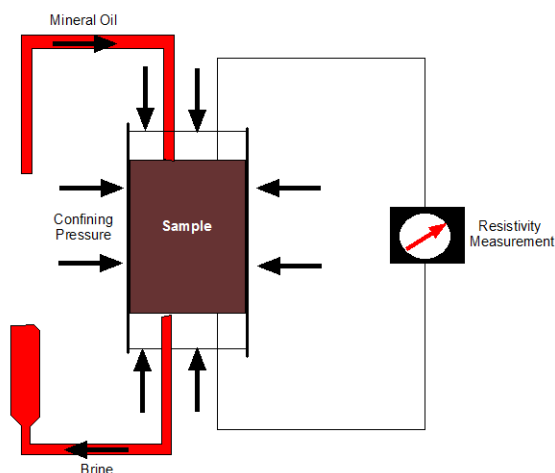 Mineral Oil
Confining
Pressure
Sample
Resistivity
Measurement
Brine